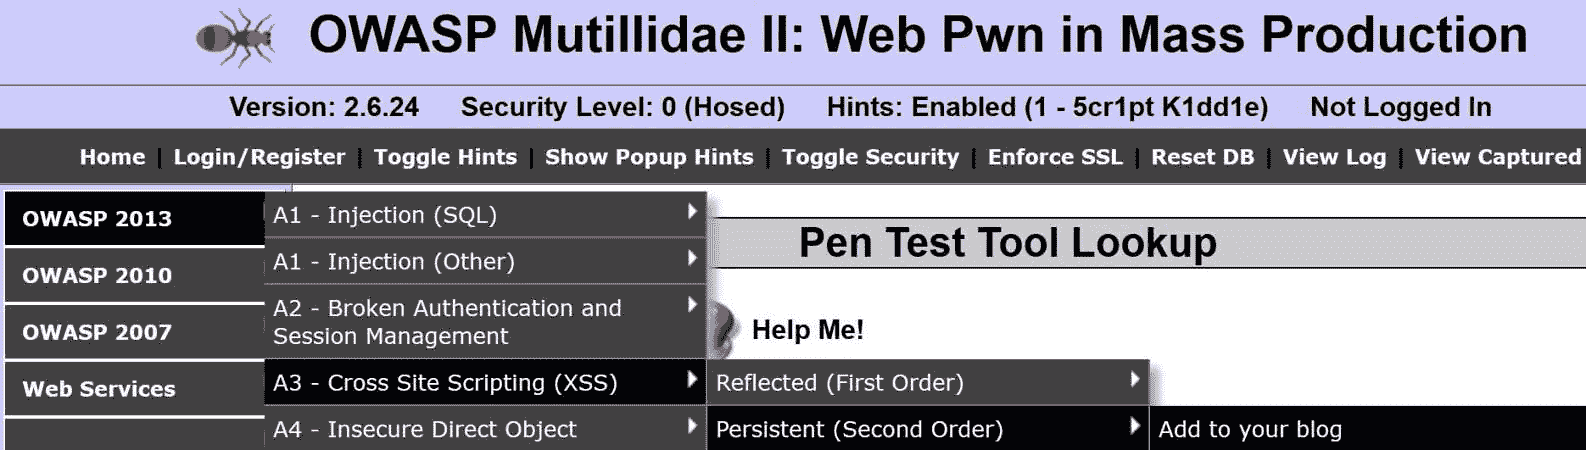 OWASP Mutillidae II: Web Pwn in Mass Production
Version: 2.6.24 Security Level: 0 (Hosed) Hints: Enabled (1 - 5cr1pt K1dd1e) Not Logged In
Home | Login/Register | Toggle Hints | Show Popup Hints | Toggle Security | Enforce SSL | Reset DB | View Log | View Captured
OWASP 2013
OWASP 2010
OWASP 2007
Web Services
A1 - Injection (SQL)
A1 - Injection (Other)
A2 - Broken Authentication and
Session Management
A3 - Cross Site Scripting (XSS)
A4 - Insecure Direct Object
Pen Test Tool Lookup
Help Me!
Reflected (First Order)
Persistent (Second Order)
Add to your blog